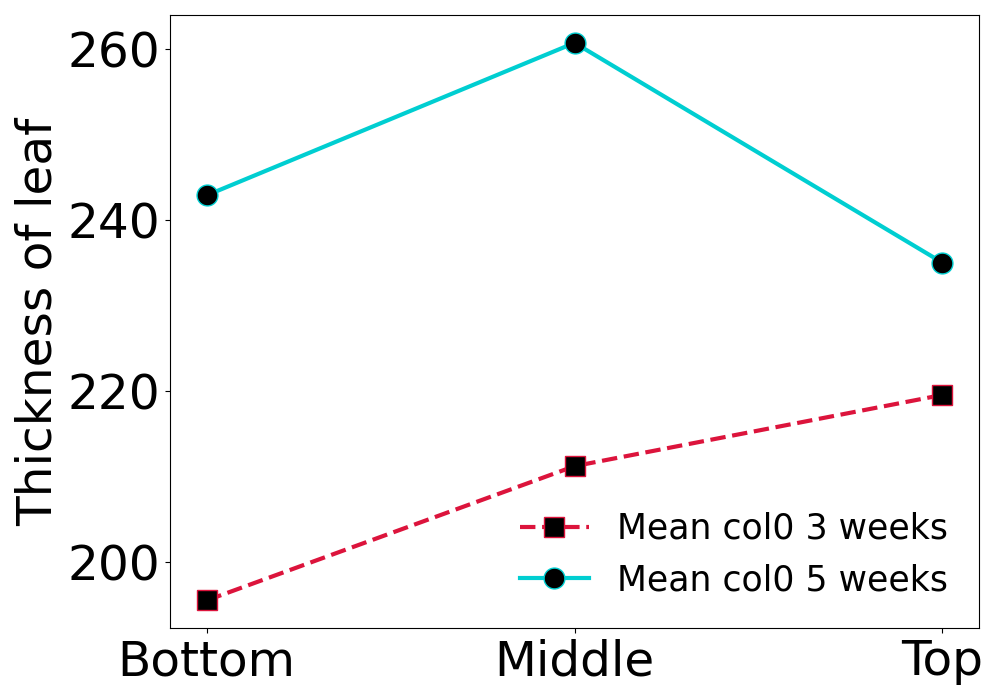 260
240
220
200
Thickness of leaf
Mean col0 3 weeks
Mean col0 5 weeks
Bottom Middle Top